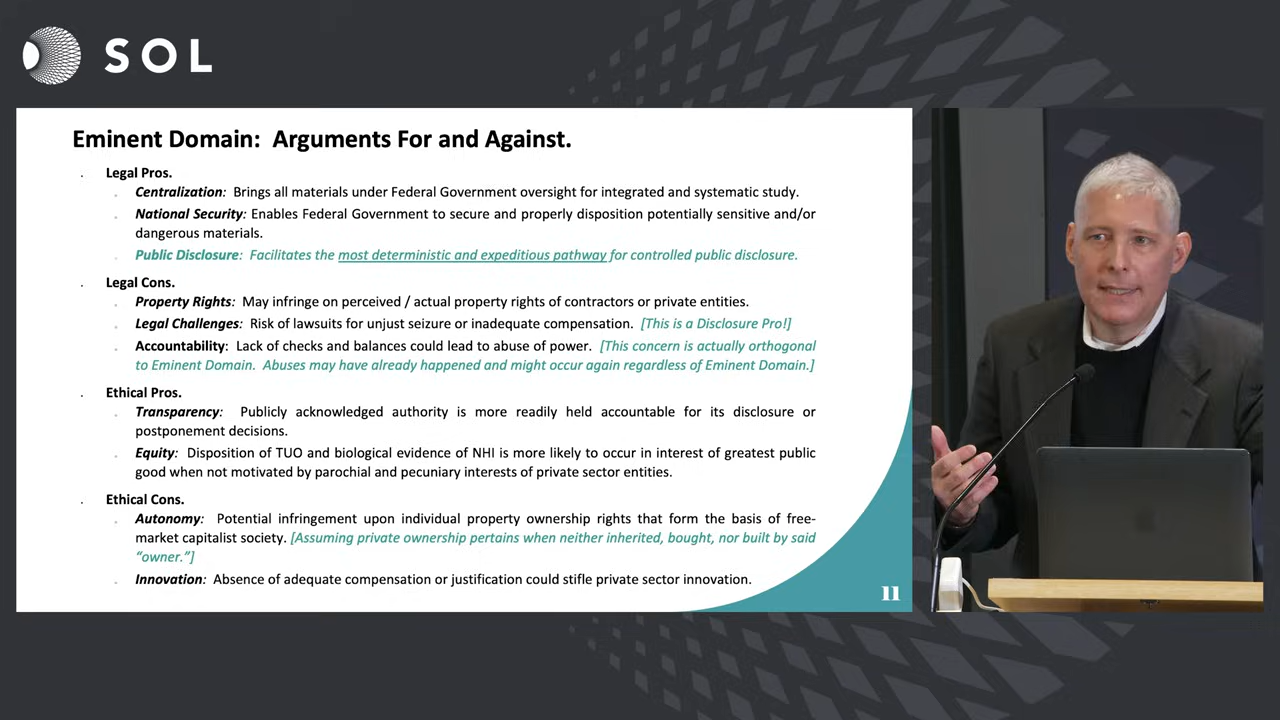 SOL
Eminent Domain: Arguments For and Against.
Legal Pros.
Centralization: Brings all materials under Federal Government oversight for integrated and systematic study.
National Security: Enables Federal Government to secure and properly disposition potentially sensitive and/or
dangerous materials.
Public Disclosure: Facilitates the most deterministic and expeditious pathway for controlled public disclosure.
Legal Cons.
Property Rights: May infringe on perceived / actual property rights of contractors or private entities.
Legal Challenges: Risk of lawsuits for unjust seizure or inadequate compensation. [This is a Disclosure Pro!]
Accountability: Lack of checks and balances could lead to abuse of power. [This concern is actually orthogonal
to Eminent Domain. Abuses may have already happened and might occur again regardless of Eminent Domain.]
Ethical Pros.
Transparency: Publicly acknowledged authority is more readily held accountable for its disclosure or
postponement decisions.
Equity: Disposition of TUO and biological evidence of NHI is more likely to occur in interest of greatest public
good when not motivated by parochial and pecuniary interests of private sector entities.
Ethical Cons.
Autonomy: Potential infringement upon individual property ownership rights that form the basis of free-
market capitalist society. [Assuming private ownership pertains when neither inherited, bought, nor built by said
“owner.”]
Innovation: Absence of adequate compensation or justification could stifle private sector innovation.
11